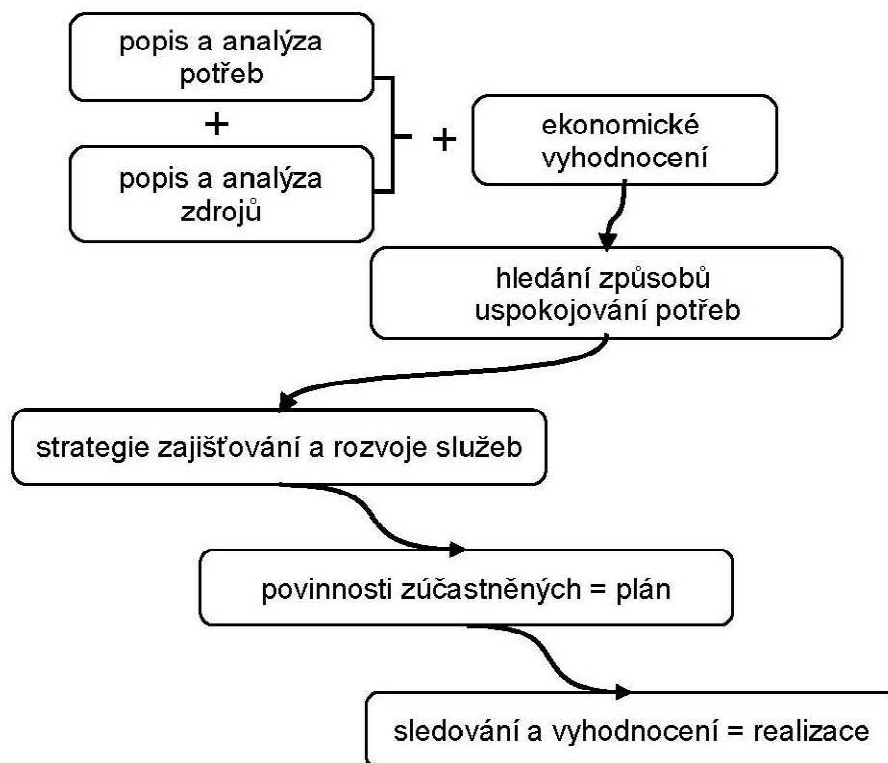 popis a analýza
potřeb
+
popis a analýza
zdrojů
+
ekonomické
vyhodnocení
hledání způsobů
uspokojování potřeb
strategie zajišťování a rozvoje služeb
povinnosti zúčastněných = plán
sledování a vyhodnocení = realizace